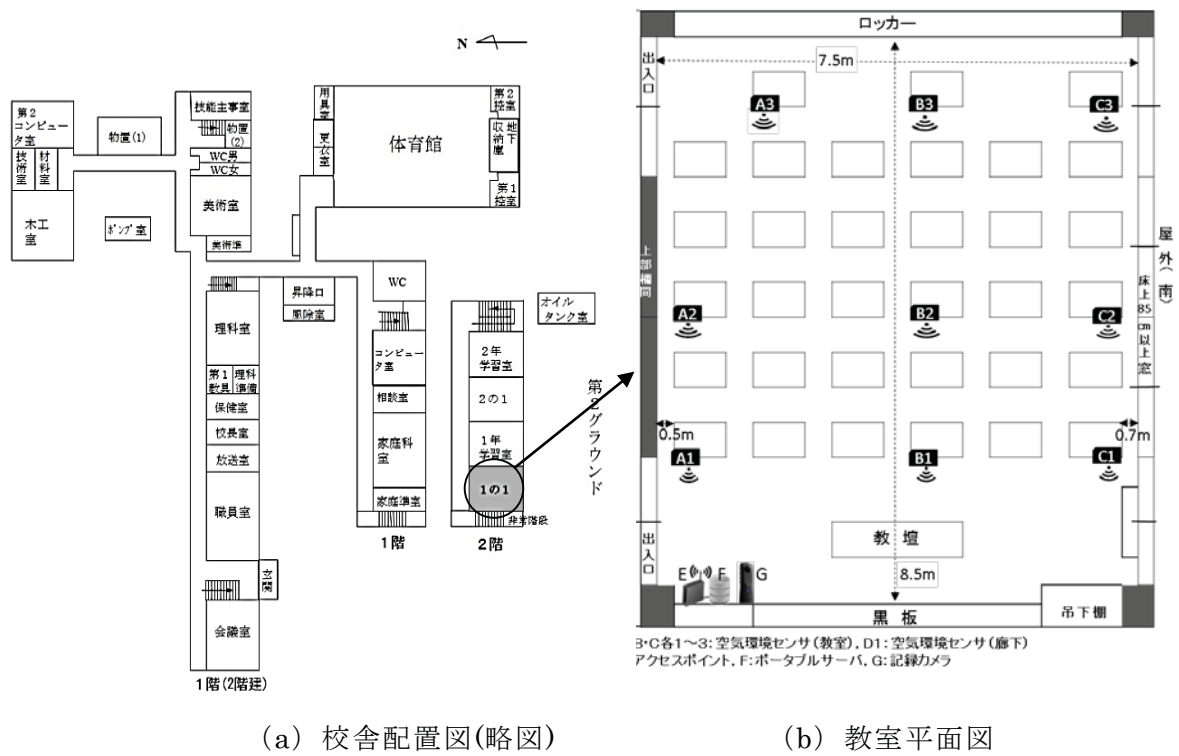 N
第2
コンピュー
タ室
物置(1)
技能主事室
物置
(2)
WC男
WC女
技術室
材料室
木工
室
ポンプ室
美術室
美術準
用具室
更衣室
体育館
第2
控室
地下
収納庫
第1
控室
昇降口
風除室
理科室
第1
教具
理科
準備
保健室
校長室
放送室
職員室
玄関
会議室
1階(2階建)
WC
コンピュー
タ室
相談室
家庭科
室
家庭準室
1階
オイル
タンク室
2年
学習室
2の1
1年
学習室
1の1
非常階段
2階
第2グラウンド
(a) 校舎配置図(略図)
ロッカー
出入口
7.5m
A3
B3
C3
上部欄間
屋外(南)
床上85cm以上窓
A2
B2
C2
0.5m
0.7m
A1
B1
C1
教壇
出入口
E
F
G
8.5m
黒板
吊下棚
B・C各1～3:空気環境センサ(教室), D1:空気環境センサ(廊下)
アクセスポイント, F:ポータブルサーバ, G:記録カメラ
(b) 教室平面図